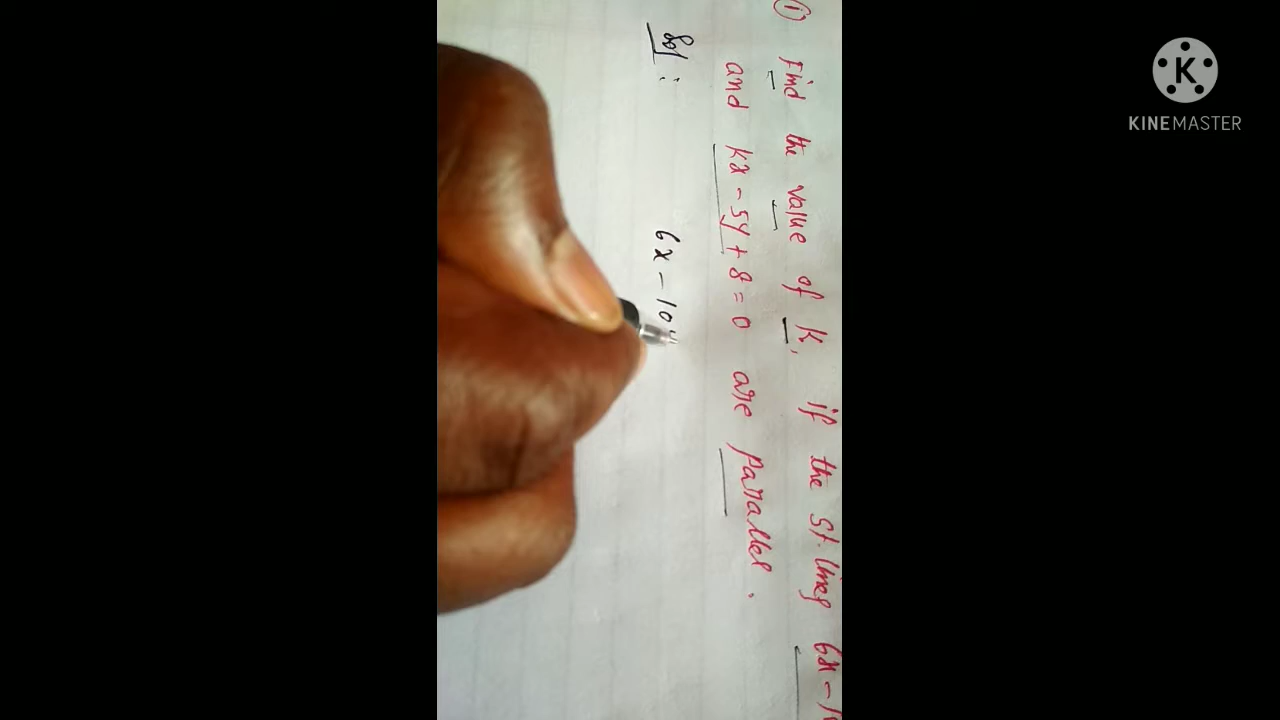 ① Find the value of K, if the St. lines 6x - 10
and Kx - 5y + 8 = 0 are parallel.
Sol :
6x - 10y
KINEMASTER